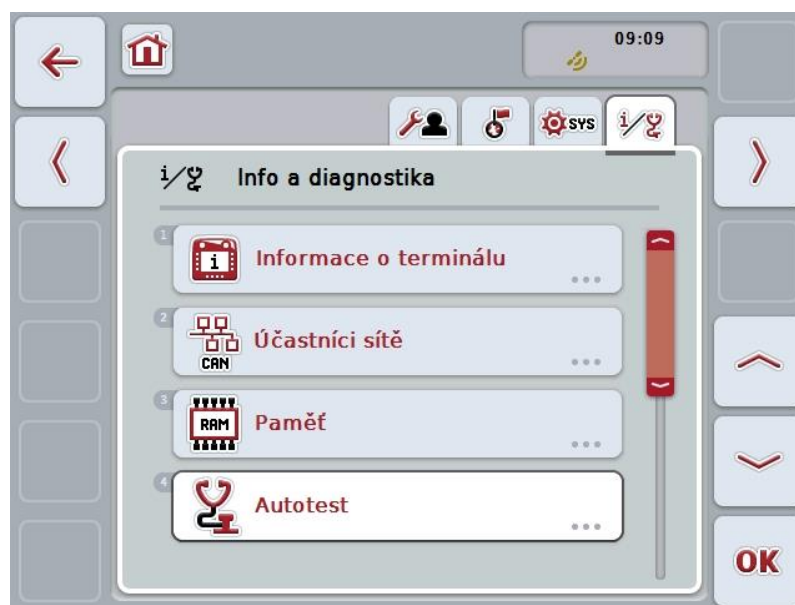 09:09
SYS
i/
i/ Info a diagnostika
1
i
Informace o terminálu
2
CAN
Účastníci sítě
3
RAM
Paměť
4
Autotest
OK